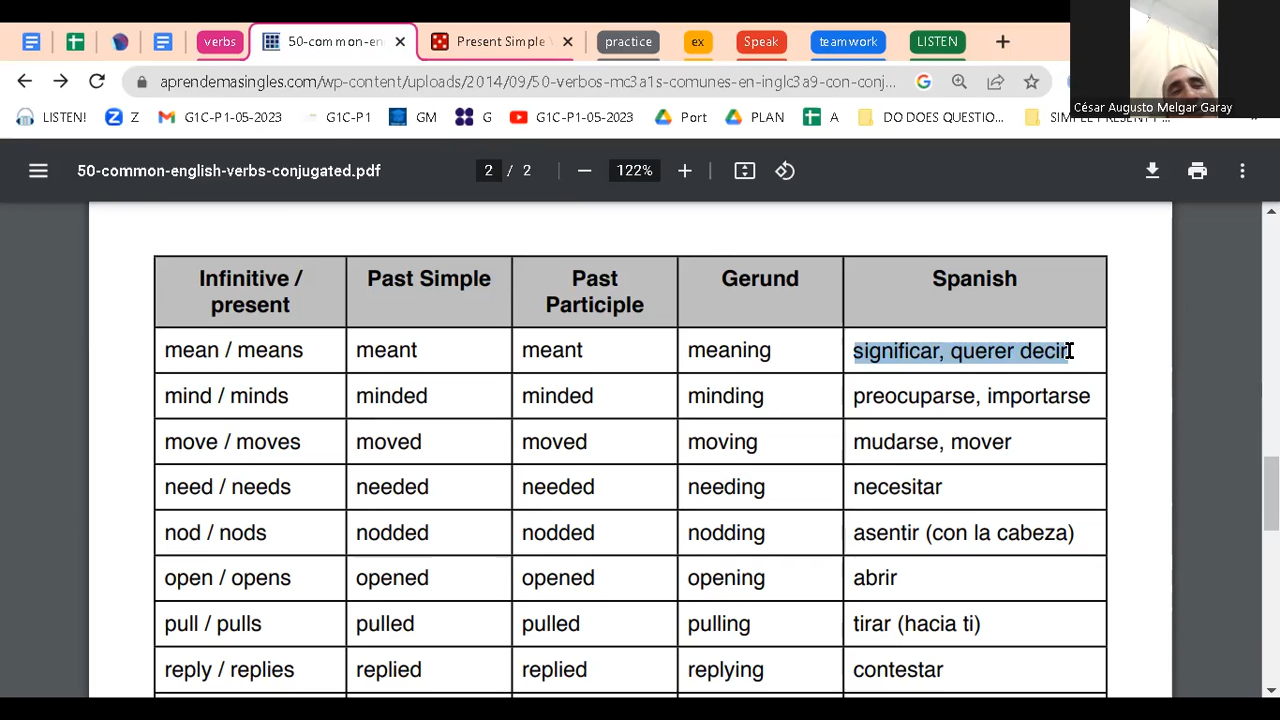 verbs
50-common-en
Present Simple
practice
ex
Speak
teamwork
LISTEN
aprendemasingles.com/wp-content/uploads/2014/09/50-verbos-mc3a1s-comunes-en-inglc3a9-con-conj...
César Augusto Melgar Garay
LISTEN!
Z
G1C-P1-05-2023
G1C-P1
GM
G
G1C-P1-05-2023
Port
PLAN
A
DO DOES QUESTIO...
50-common-english-verbs-conjugated.pdf
2 / 2
122%
Infinitive / present
Past Simple
Past Participle
Gerund
Spanish
mean / means meant meant meaning significar, querer decir
mind / minds minded minded minding preocuparse, importarse
move / moves moved moved moving mudarse, mover
need / needs needed needed needing necesitar
nod / nods nodded nodded nodding asentir (con la cabeza)
open / opens opened opened opening abrir
pull / pulls pulled pulled pulling tirar (hacia ti)
reply / replies replied replied replying contestar